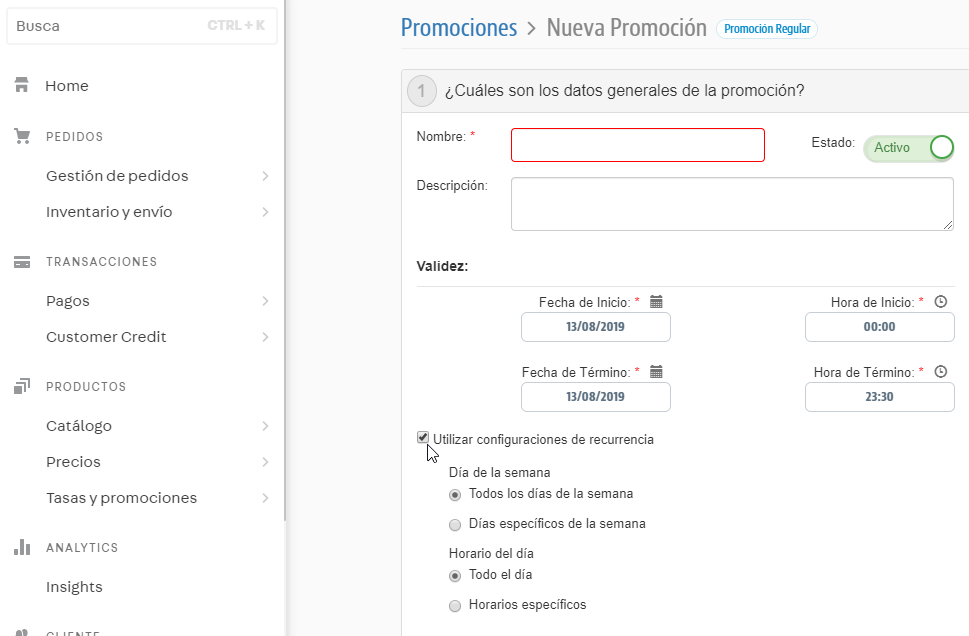 Busca CTRL + K
Home
PEDIDOS
Gestión de pedidos
Inventario y envío
TRANSACCIONES
Pagos
Customer Credit
PRODUCTOS
Catálogo
Precios
Tasas y promociones
ANALYTICS
Insights
CLIENTE
Promociones > Nueva Promoción Promoción Regular
1 ¿Cuáles son los datos generales de la promoción?
Nombre: * Estado: Activo
Descripción:
Validez:
Fecha de Inicio: * Hora de Inicio: *
13/08/2019 00:00
Fecha de Término: * Hora de Término: *
13/08/2019 23:30
Utilizar configuraciones de recurrencia
Día de la semana
Todos los días de la semana
Días específicos de la semana
Horario del día
Todo el día
Horarios específicos